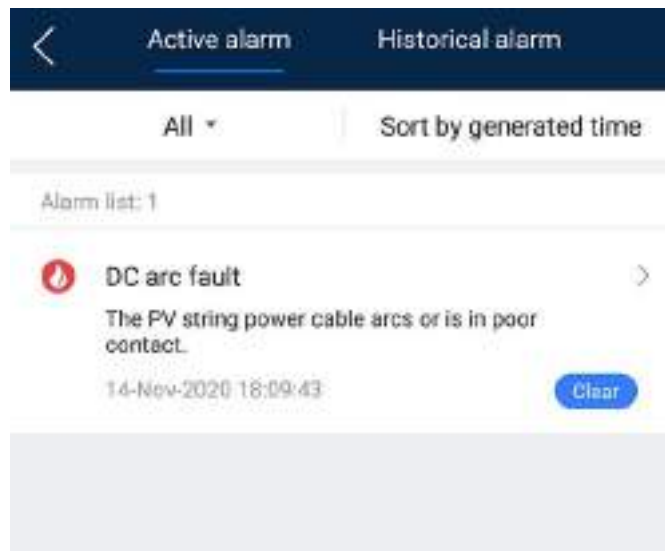 Active alarm Historical alarm
All Sort by generated time
Alarm list: 1
DC arc fault
The PV string power cable arcs or is in poor
contact.
14-Nov-2020 18:09:43
Clear